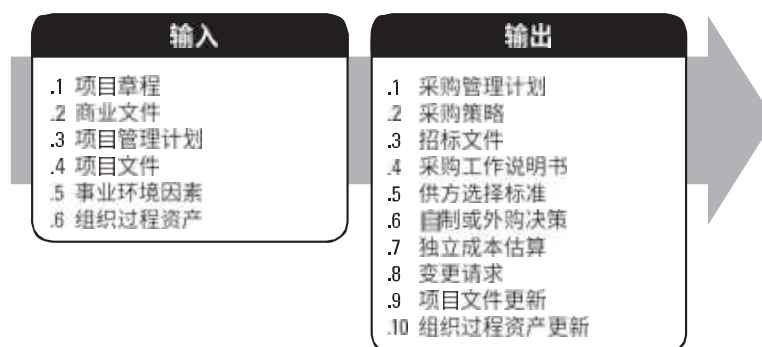 输入
.1 项目章程
.2 商业文件
.3 项目管理计划
.4 项目文件
.5 事业环境因素
.6 组织过程资产
输出
.1 采购管理计划
.2 采购策略
.3 招标文件
.4 采购工作说明书
.5 供方选择标准
.6 自制或外购决策
.7 独立成本估算
.8 变更请求
.9 项目文件更新
.10 组织过程资产更新